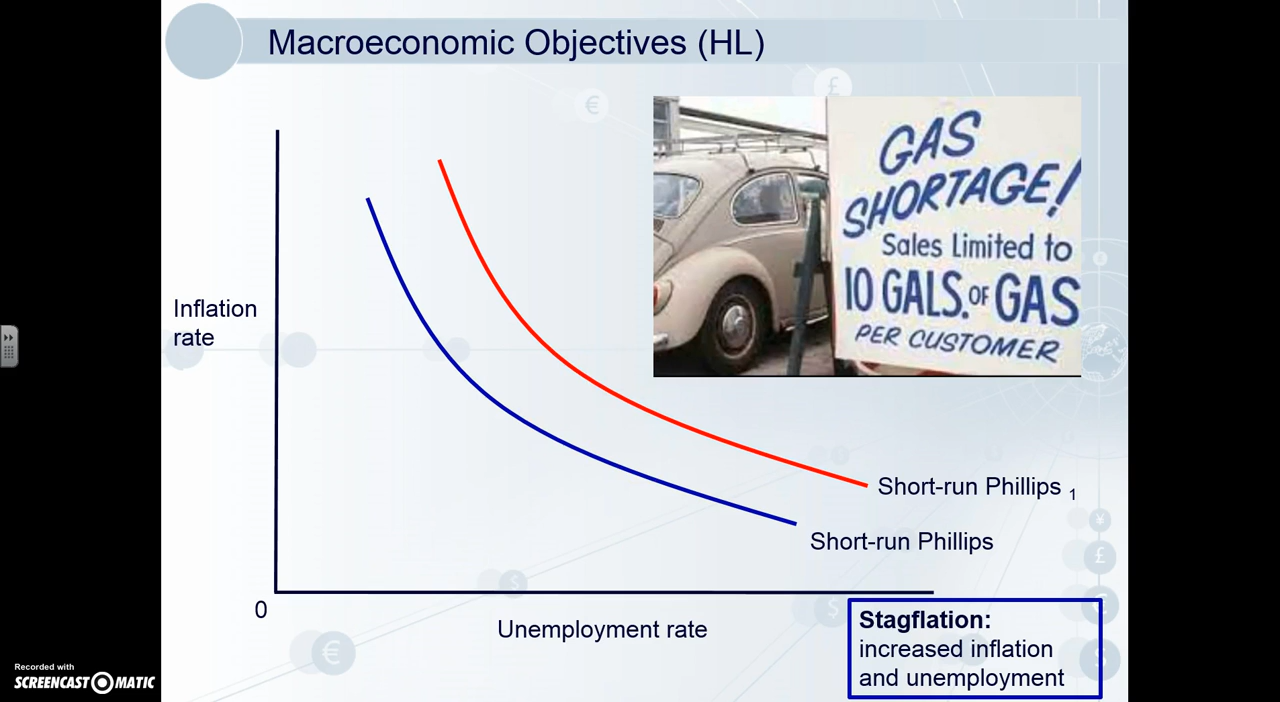 Macroeconomic Objectives (HL)
GAS
SHORTAGE!
Sales Limited to
10 GALS. OF GAS
PER CUSTOMER
Inflation
rate
Short-run Phillips 1
Short-run Phillips
0
Unemployment rate
Stagflation:
increased inflation
and unemployment
Recorded with
SCREENCAST-O-MATIC